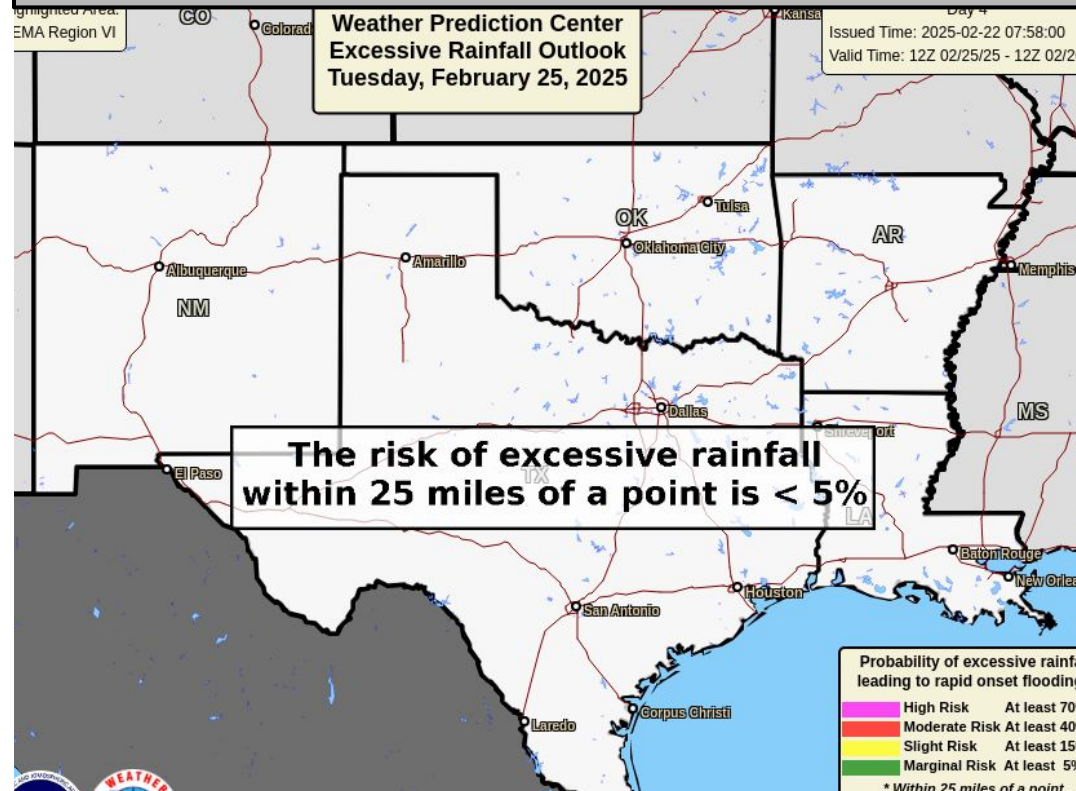 CO
Colorad
Kansa
EMA Region VI
Weather Prediction Center
Excessive Rainfall Outlook
Tuesday, February 25, 2025
Day 4
Issued Time: 2025-02-22 07:58:00
Valid Time: 12Z 02/25/25 - 12Z 02/2
Tulsa
OK
Oklahoma City
AR
Amarillo
Albuquerque
Memphis
NM
Dallas
MS
Shreveport
The risk of excessive rainfall
within 25 miles of a point is < 5%
El Paso
TX
LA
Baton Rouge
New Orlea
Houston
San Antonio
Corpus Christi
Laredo
Probability of excessive rainfa
leading to rapid onset flooding
High Risk At least 70
Moderate Risk At least 40
Slight Risk At least 15
Marginal Risk At least 5%
* Within 25 miles of a point
WEATHER